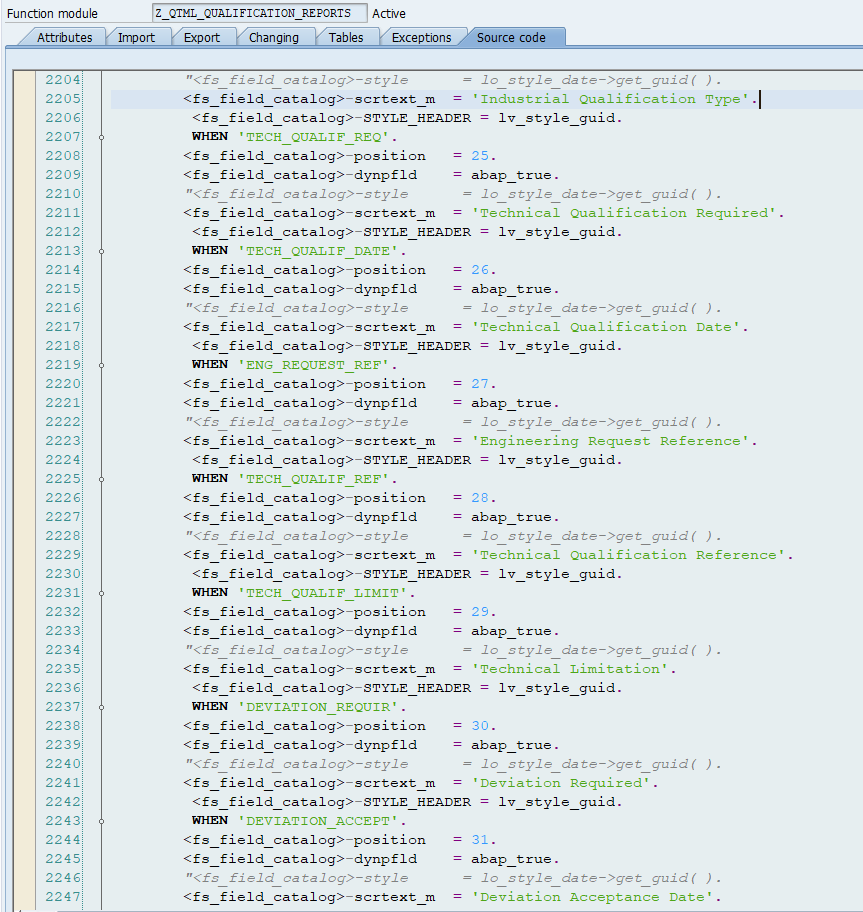 Function module Z_QTML_QUALIFICATION_REPORTS Active
Attributes Import Export Changing Tables Exceptions Source code
2204 "<fs_field_catalog>-style = lo_style_date->get_guid( ).
2205 <fs_field_catalog>-scrtext_m = 'Industrial Qualification Type'.
2206 <fs_field_catalog>-STYLE_HEADER = lv_style_guid.
2207 WHEN 'TECH_QUALIF_REQ'.
2208 <fs_field_catalog>-position = 25.
2209 <fs_field_catalog>-dynpfld = abap_true.
2210 "<fs_field_catalog>-style = lo_style_date->get_guid( ).
2211 <fs_field_catalog>-scrtext_m = 'Technical Qualification Required'.
2212 <fs_field_catalog>-STYLE_HEADER = lv_style_guid.
2213 WHEN 'TECH_QUALIF_DATE'.
2214 <fs_field_catalog>-position = 26.
2215 <fs_field_catalog>-dynpfld = abap_true.
2216 "<fs_field_catalog>-style = lo_style_date->get_guid( ).
2217 <fs_field_catalog>-scrtext_m = 'Technical Qualification Date'.
2218 <fs_field_catalog>-STYLE_HEADER = lv_style_guid.
2219 WHEN 'ENG_REQUEST_REF'.
2220 <fs_field_catalog>-position = 27.
2221 <fs_field_catalog>-dynpfld = abap_true.
2222 "<fs_field_catalog>-style = lo_style_date->get_guid( ).
2223 <fs_field_catalog>-scrtext_m = 'Engineering Request Reference'.
2224 <fs_field_catalog>-STYLE_HEADER = lv_style_guid.
2225 WHEN 'TECH_QUALIF_REF'.
2226 <fs_field_catalog>-position = 28.
2227 <fs_field_catalog>-dynpfld = abap_true.
2228 "<fs_field_catalog>-style = lo_style_date->get_guid( ).
2229 <fs_field_catalog>-scrtext_m = 'Technical Qualification Reference'.
2230 <fs_field_catalog>-STYLE_HEADER = lv_style_guid.
2231 WHEN 'TECH_QUALIF_LIMIT'.
2232 <fs_field_catalog>-position = 29.
2233 <fs_field_catalog>-dynpfld = abap_true.
2234 "<fs_field_catalog>-style = lo_style_date->get_guid( ).
2235 <fs_field_catalog>-scrtext_m = 'Technical Limitation'.
2236 <fs_field_catalog>-STYLE_HEADER = lv_style_guid.
2237 WHEN 'DEVIATION_REQUIR'.
2238 <fs_field_catalog>-position = 30.
2239 <fs_field_catalog>-dynpfld = abap_true.
2240 "<fs_field_catalog>-style = lo_style_date->get_guid( ).
2241 <fs_field_catalog>-scrtext_m = 'Deviation Required'.
2242 <fs_field_catalog>-STYLE_HEADER = lv_style_guid.
2243 WHEN 'DEVIATION_ACCEPT'.
2244 <fs_field_catalog>-position = 31.
2245 <fs_field_catalog>-dynpfld = abap_true.
2246 "<fs_field_catalog>-style = lo_style_date->get_guid( ).
2247 <fs_field_catalog>-scrtext_m = 'Deviation Acceptance Date'.